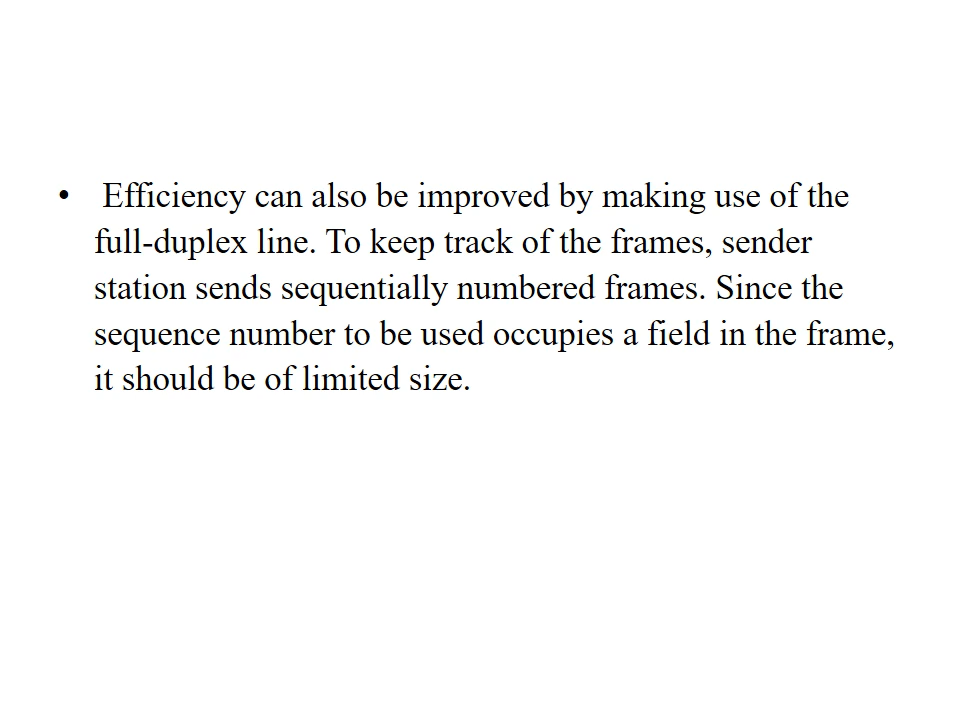 • Efficiency can also be improved by making use of the
full-duplex line. To keep track of the frames, sender
station sends sequentially numbered frames. Since the
sequence number to be used occupies a field in the frame,
it should be of limited size.